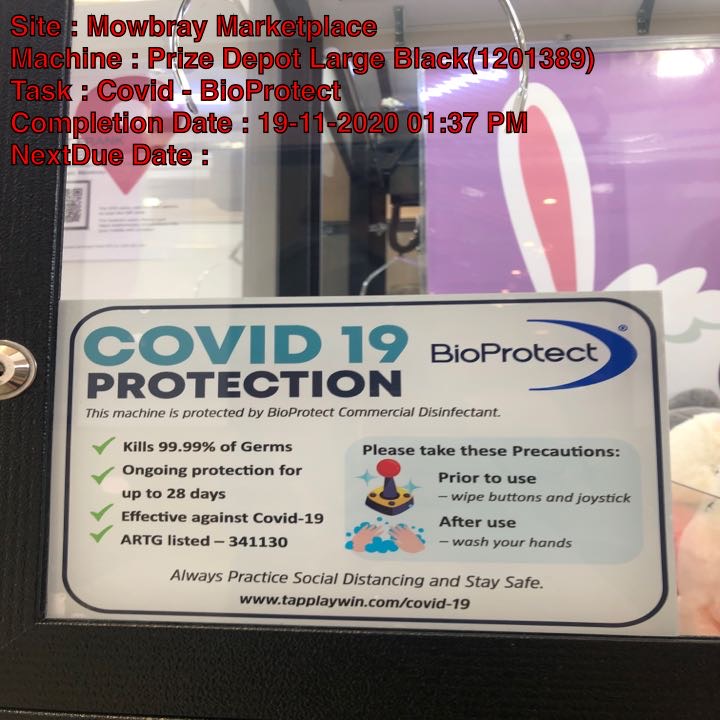 Site : Mowbray Marketplace
Machine : Prize Depot Large Black(1201389)
Task : Covid - BioProtect
Completion Date : 19-11-2020 01:37 PM
NextDue Date :
COVID 19
PROTECTION
BioProtect®
This machine is protected by BioProtect Commercial Disinfectant.
Kills 99.99% of Germs
Ongoing protection for
up to 28 days
Effective against Covid-19
ARTG listed – 341130
Please take these Precautions:
Prior to use
– wipe buttons and joystick
After use
– wash your hands
Always Practice Social Distancing and Stay Safe.
www.tapplaywin.com/covid-19